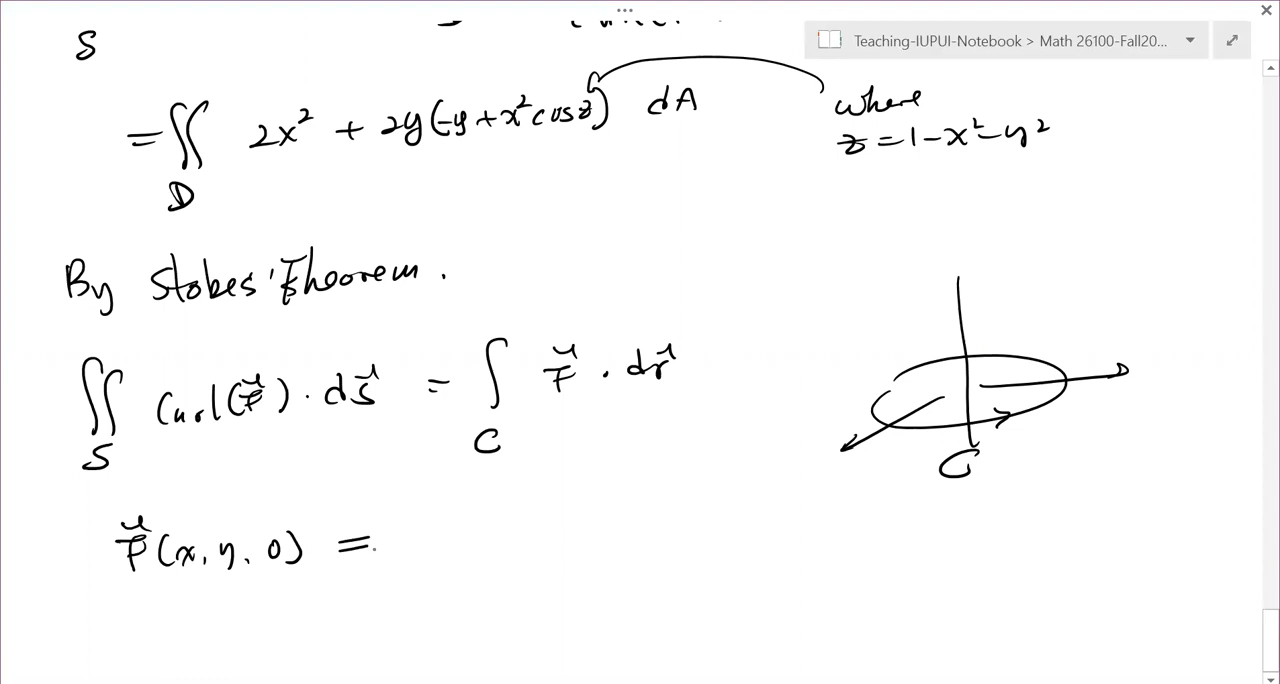 Teaching-IUPUI-Notebook > Math 26100-Fall20...
S
= ∬ 2x² + 2y(-y + x² cos z) dA where
D z = 1 - x² - y²
By Stokes' Theorem.
∬ Curl(F⃗) · dS⃗ = ∫ F⃗ · dr⃗
S C
C
F⃗(x, y, 0) =